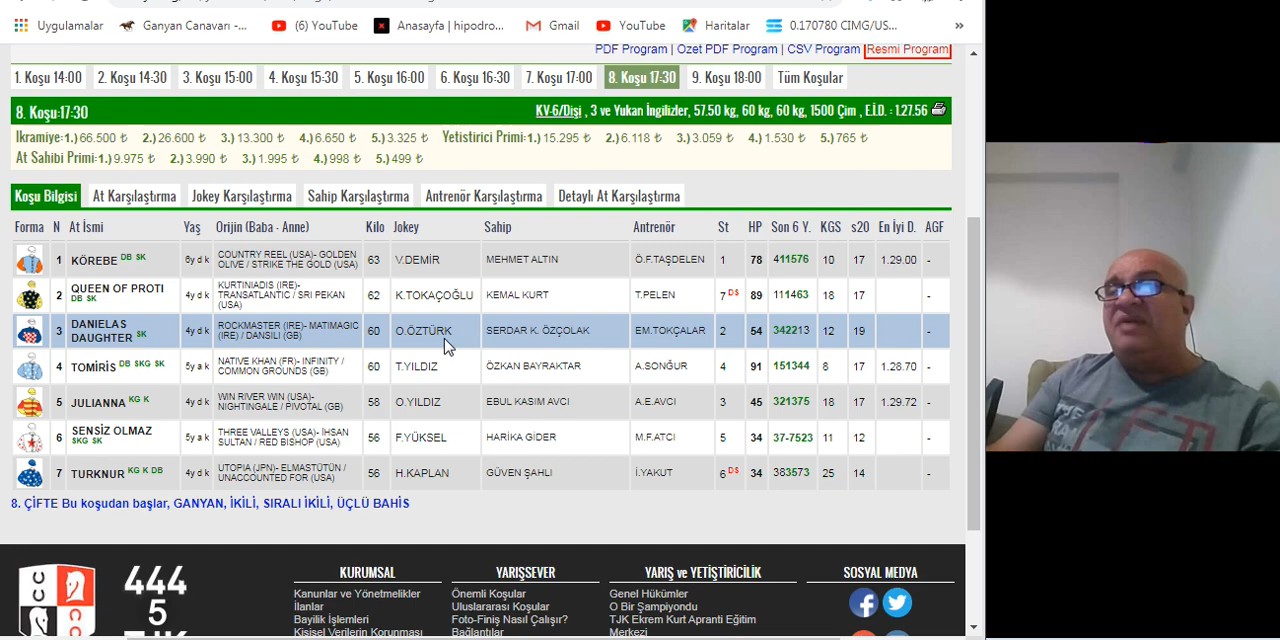 Uygulamalar Ganyan Canavarı -... (6) YouTube Anasayfa | hipodro... Gmail YouTube Haritalar 0.170780 CIMG/US... »
PDF Program | Özet PDF Program | CSV Program Resmi Program
1. Koşu 14:00 2. Koşu 14:30 3. Koşu 15:00 4. Koşu 15:30 5. Koşu 16:00 6. Koşu 16:30 7. Koşu 17:00 8. Koşu 17:30 9. Koşu 18:00 Tüm Koşular
8. Koşu:17:30 KV-6/Dişi , 3 ve Yukarı İngilizler, 57.50 kg, 60 kg, 60 kg, 1500 Çim , E.İ.D. : 1.27.56
Ikramiye:1.) 66.500 ₺ 2.) 26.600 ₺ 3.) 13.300 ₺ 4.) 6.650 ₺ 5.) 3.325 ₺ Yetistirici Primi:1.) 15.295 ₺ 2.) 6.118 ₺ 3.) 3.059 ₺ 4.) 1.530 ₺ 5.) 765 ₺
At Sahibi Primi:1.) 9.975 ₺ 2.) 3.990 ₺ 3.) 1.995 ₺ 4.) 998 ₺ 5.) 499 ₺
Koşu Bilgisi At Karşılaştırma Jokey Karşılaştırma Sahip Karşılaştırma Antrenör Karşılaştırma Detaylı At Karşılaştırma
Forma N At İsmi Yaş Orijin (Baba - Anne) Kilo Jokey Sahip Antrenör St HP Son 6 Y. KGS s20 En İyi D. AGF
1 KÖREBE DB SK 6y d k COUNTRY REEL (USA)- GOLDEN OLIVE / STRIKE THE GOLD (USA) 63 V.DEMİR MEHMET ALTIN Ö.F.TAŞDELEN 1 78 411576 10 17 1.29.00 -
2 QUEEN OF PROTI DB SK 4y d k KURTINIADIS (IRE)- TRANSATLANTIC / SRI PEKAN (USA) 62 K.TOKAÇOĞLU KEMAL KURT T.PELEN 7 DS 89 111463 18 17 -
3 DANIELAS DAUGHTER SK 4y d k ROCKMASTER (IRE)- MATIMAGIC (IRE) / DANSILI (GB) 60 O.ÖZTÜRK SERDAR K. ÖZÇOLAK EM.TOKÇALAR 2 54 342213 12 19 -
4 TOMİRİS DB SKG SK 5y a k NATIVE KHAN (FR)- INFINITY / COMMON GROUNDS (GB) 60 T.YILDIZ ÖZKAN BAYRAKTAR A.SONĞUR 4 91 151344 8 17 1.28.70 -
5 JULIANNA KG K 4y d k WIN RIVER WIN (USA)- NIGHTINGALE / PIVOTAL (GB) 58 O.YILDIZ EBUL KASIM AVCI A.E.AVCI 3 45 321375 18 17 1.29.72 -
6 SENSİZ OLMAZ SKG SK 5y a k THREE VALLEYS (USA)- İHSAN SULTAN / RED BISHOP (USA) 56 F.YÜKSEL HARİKA GİDER M.F.ATCI 5 34 37-7523 11 12 -
7 TURKNUR KG K DB 4y d k UTOPIA (JPN)- ELMASTÜTÜN / UNACCOUNTED FOR (USA) 56 H.KAPLAN GÜVEN ŞAHLI İ.YAKUT 6 DS 34 383573 25 14 -
8. ÇİFTE Bu koşudan başlar, GANYAN, İKİLİ, SIRALI İKİLİ, ÜÇLÜ BAHİS
444
5
KURUMSAL
Kanunlar ve Yönetmelikler
İlanlar
Bayilik İşlemleri
Kişisel Verilerin Korunması
YARIŞSEVER
Önemli Koşular
Uluslararası Koşular
Foto-Finiş Nasıl Çalışır?
Bağlantılar
YARIŞ ve YETİŞTİRİCİLİK
Genel Hükümler
O Bir Şampiyondu
TJK Ekrem Kurt Apranti Eğitim
Merkezi
SOSYAL MEDYA